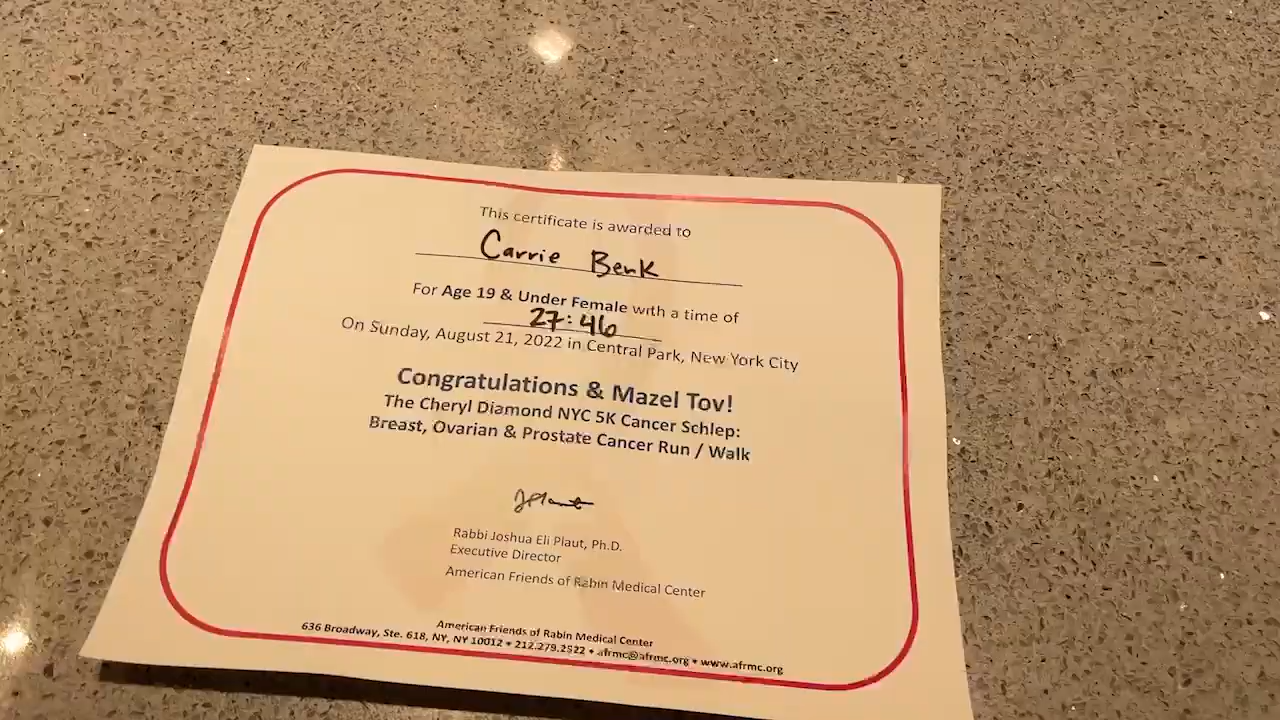 This certificate is awarded to
Carrie Benk
For Age 19 & Under Female with a time of
27:46
On Sunday, August 21, 2022 in Central Park, New York City
Congratulations & Mazel Tov!
The Cheryl Diamond NYC 5K Cancer Schlep:
Breast, Ovarian & Prostate Cancer Run / Walk
JPlaut
Rabbi Joshua Eli Plaut, Ph.D.
Executive Director
American Friends of Rabin Medical Center
American Friends of Rabin Medical Center
636 Broadway, Ste. 618, NY, NY 10012 • 212.279.2522 • afrmc@afrmc.org • www.afrmc.org